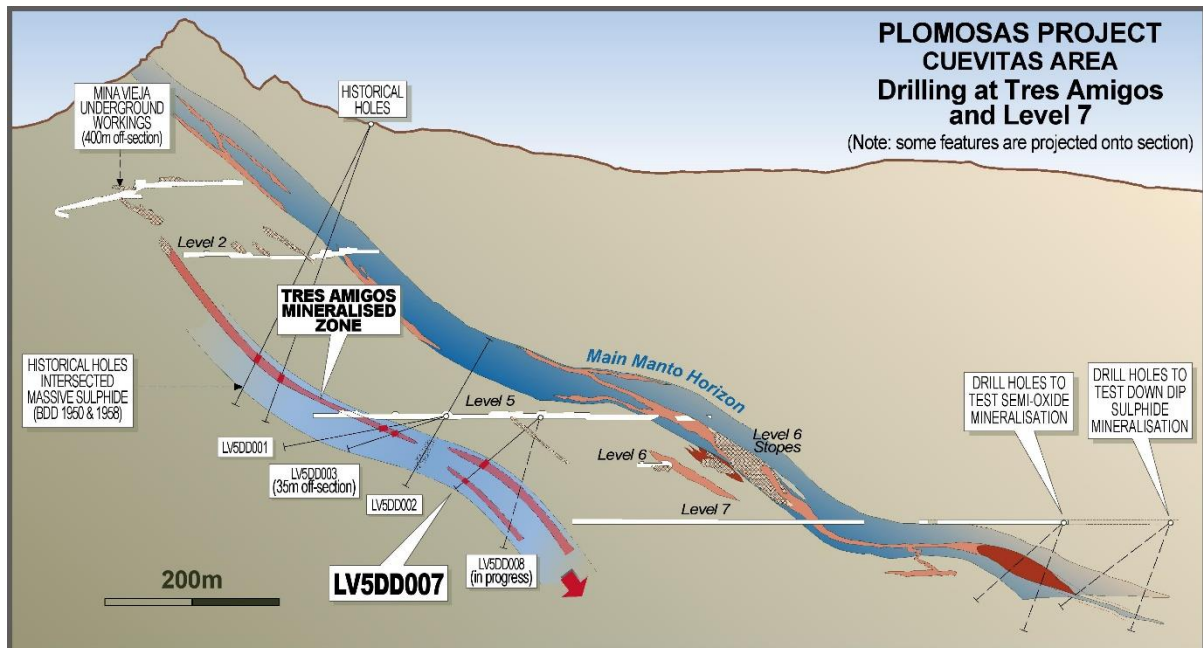 PLOMOSAS PROJECT
CUEVITAS AREA
Drilling at Tres Amigos
and Level 7
(Note: some features are projected onto section)
MINA VIEJA
UNDERGROUND
WORKINGS
(400m off-section)
HISTORICAL
HOLES
Level 2
TRES AMIGOS
MINERALISED
ZONE
HISTORICAL HOLES
INTERSECTED
MASSIVE SULPHIDE
(BDD 1950 & 1958)
Main Manto Horizon
DRILL HOLES TO
TEST SEMI-OXIDE
MINERALISATION
DRILL HOLES TO
TEST DOWN DIP
SULPHIDE
MINERALISATION
Level 5
LV5DD001
LV5DD003
(35m off-section)
LV5DD002
Level 6
Stopes
Level 6
Level 7
LV5DD007
LV5DD008
(in progress)
200m